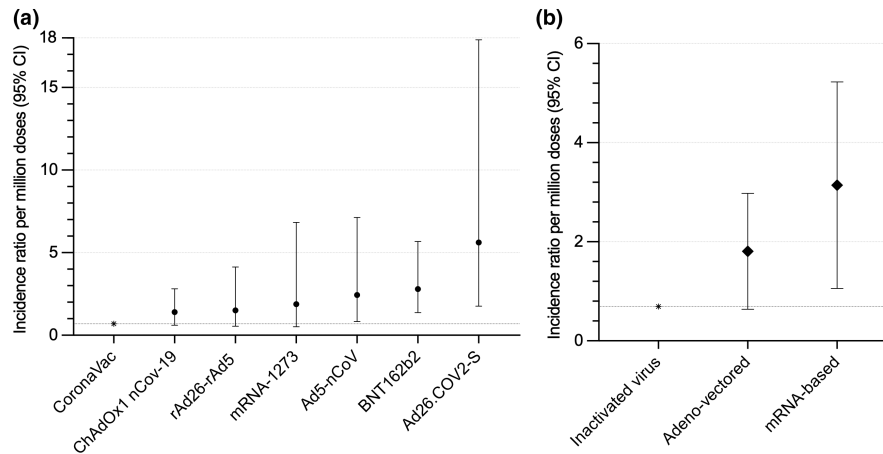 (a)
Incidence ratio per million doses (95% CI)
18
15
10
5
0
CoronaVac
ChAdOx1 nCov-19
rAd26-rAd5
mRNA-1273
Ad5-nCoV
BNT162b2
Ad26.COV2-S
(b)
Incidence ratio per million doses (95% CI)
6
4
2
0
Inactivated virus
Adeno-vectored
mRNA-based